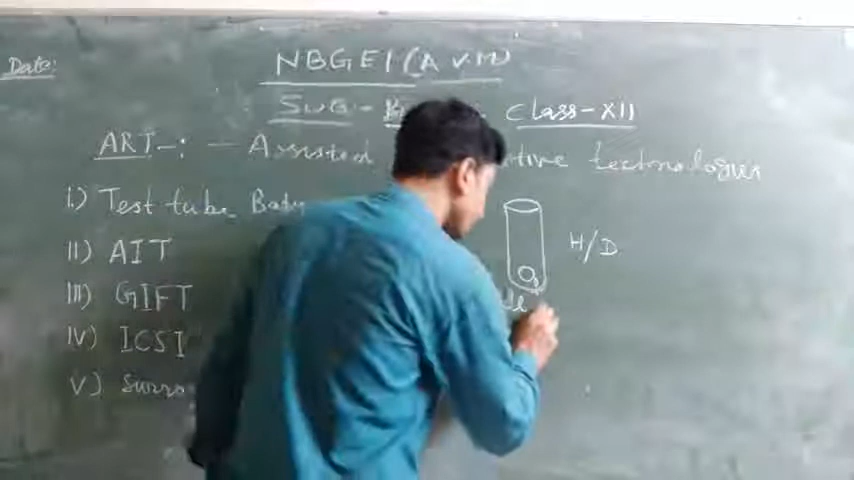 Date:
NBGEI (A V M)
SUB - B Class - XII
ART - : - Assisted tive technologies
I.) Test tube Baby
II) AIT
III) GIFT
IV) ICSI
V) Surro
H/D